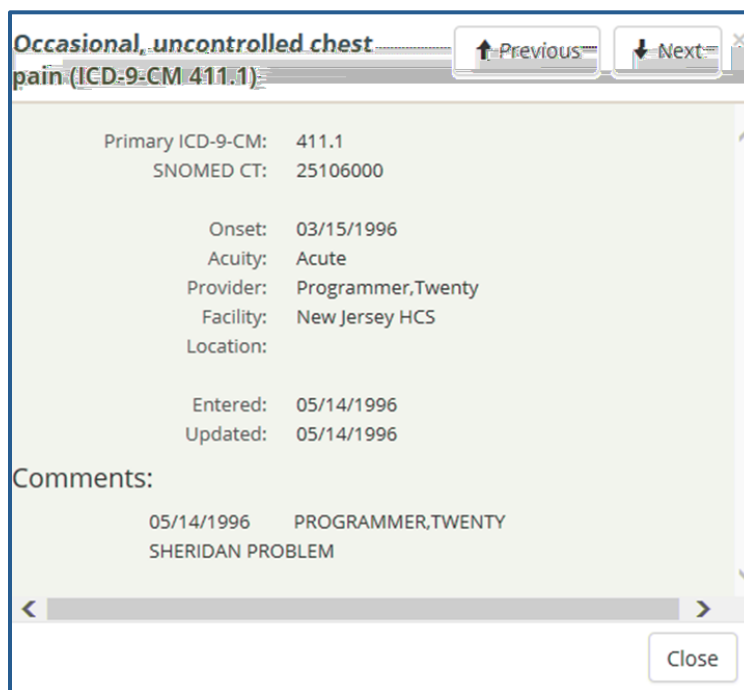 Occasional, uncontrolled chest
pain (ICD-9-CM 411.1)
Previous
Next
Primary ICD-9-CM: 411.1
SNOMED CT: 25106000
Onset: 03/15/1996
Acuity: Acute
Provider: Programmer,Twenty
Facility: New Jersey HCS
Location:
Entered: 05/14/1996
Updated: 05/14/1996
Comments:
05/14/1996 PROGRAMMER,TWENTY
SHERIDAN PROBLEM
Close